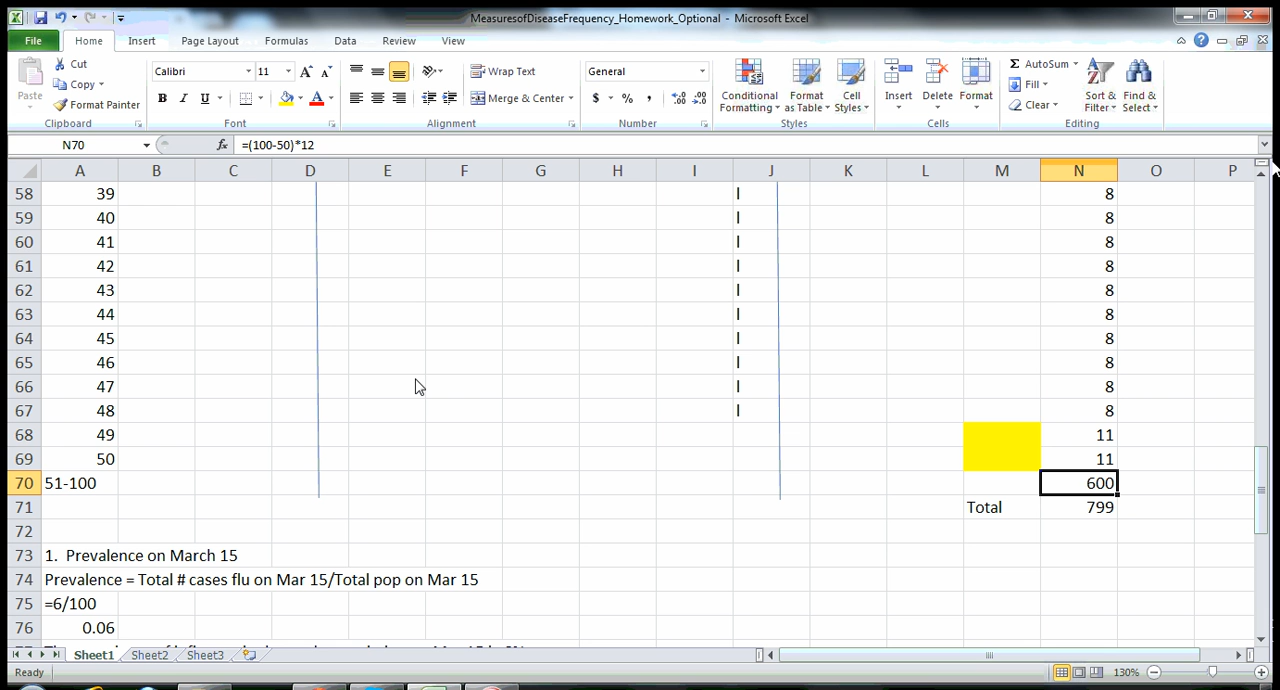 MeasuresofDiseaseFrequency_Homework_Optional - Microsoft Excel
File Home Insert Page Layout Formulas Data Review View
Paste Cut Copy Format Painter
Calibri 11 A A Wrap Text General Conditional Formatting Format as Table Cell Styles Insert Delete Format AutoSum Fill Clear Sort & Filter Find & Select
B I U A Merge & Center $ % ,
Clipboard Font Alignment Number Styles Cells Editing
N70 fx =(100-50)*12
A B C D E F G H I J K L M N O P
58 39 I 8
59 40 I 8
60 41 I 8
61 42 I 8
62 43 I 8
63 44 I 8
64 45 I 8
65 46 I 8
66 47 I 8
67 48 I 8
68 49 11
69 50 11
70 51-100 600
71 Total 799
72
73 1. Prevalence on March 15
74 Prevalence = Total # cases flu on Mar 15/Total pop on Mar 15
75 =6/100
76 0.06
Sheet1 Sheet2 Sheet3
Ready 130%